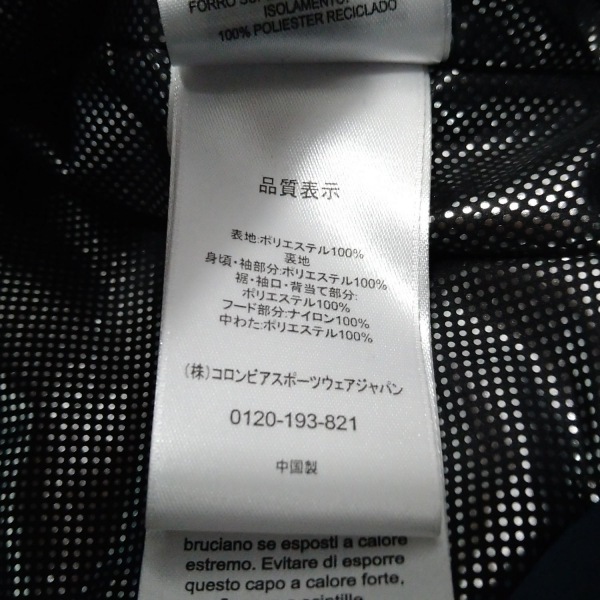 ISOLAMENTO:
100% POLIESTER RECICLADO
品質表示
表地:ポリエステル100%
裏地
身頃・袖部分:ポリエステル100%
裾・袖口・背当て部分:
ポリエステル100%
フード部分:ナイロン100%
中わた:ポリエステル100%
(株)コロンビアスポーツウェアジャパン
0120-193-821
中国製
bruciano se esposti a calore
estremo. Evitare di esporre
questo capo a calore forte,